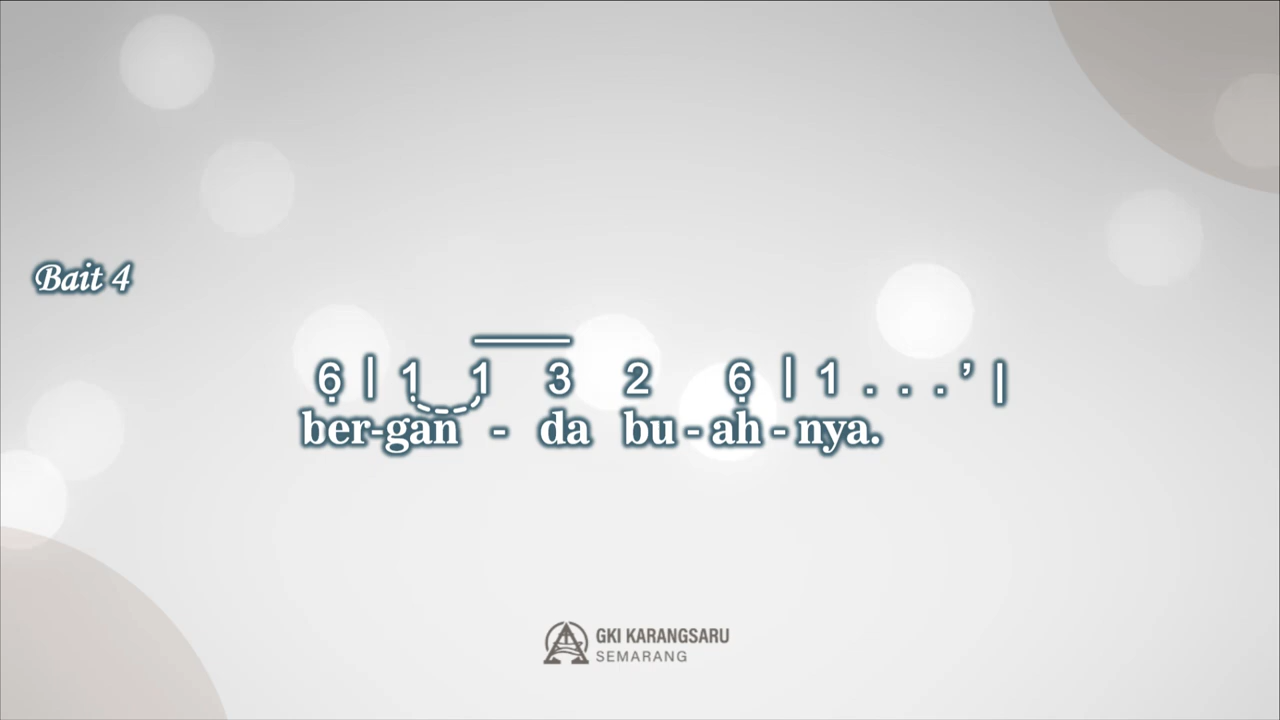 Bait 4
6̣ | 1 1 3 2 6̣ | 1 . . . ’ |
ber-gan - da bu - ah - nya.
GKI KARANGSARU
SEMARANG